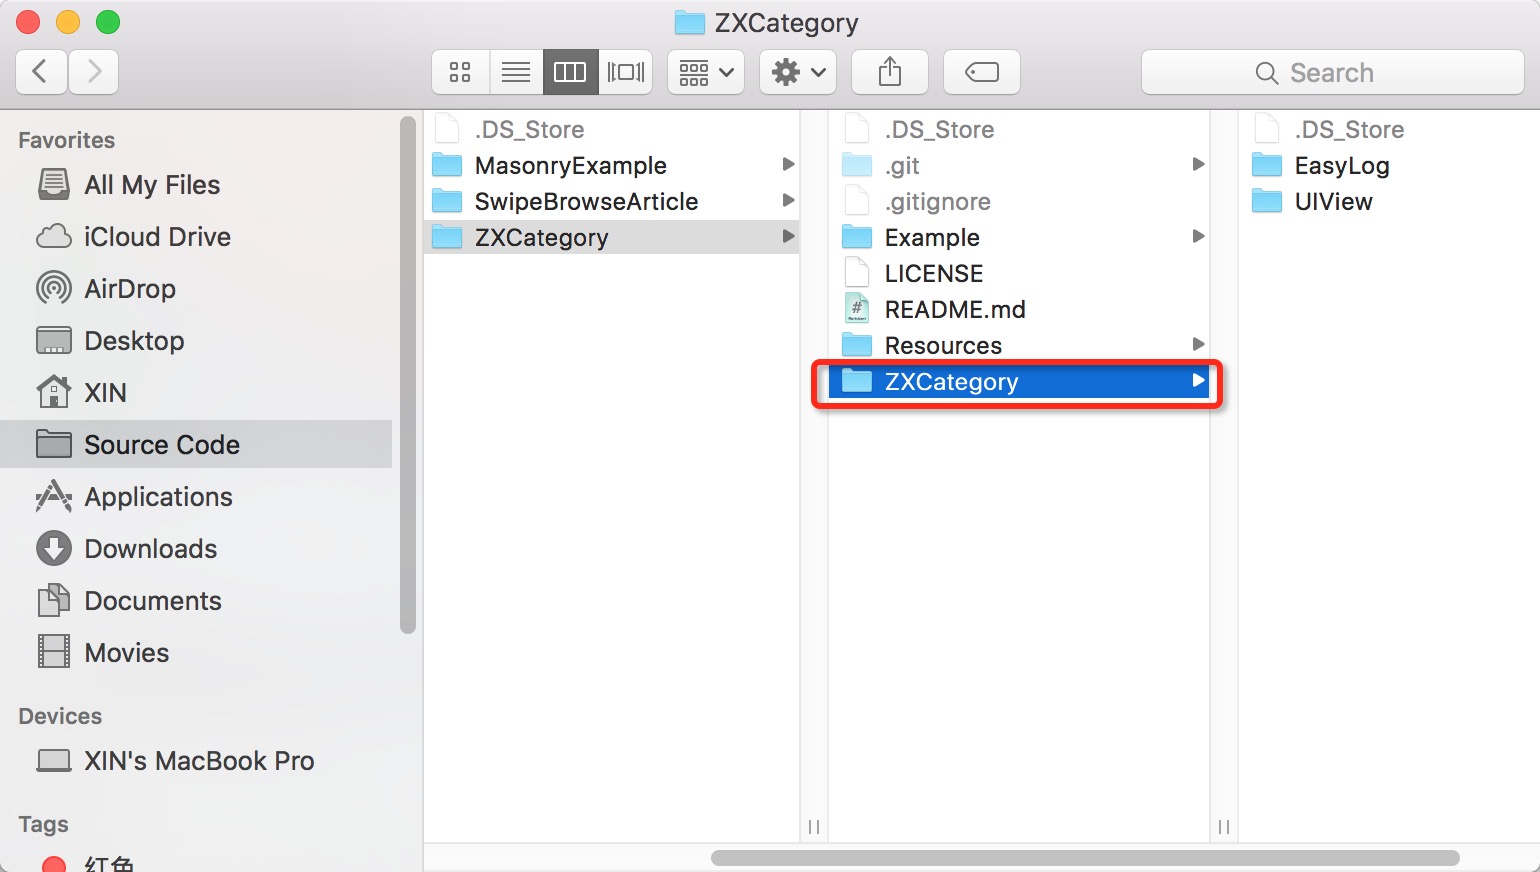 ZXCategory
Search
Favorites
All My Files
iCloud Drive
AirDrop
Desktop
XIN
Source Code
Applications
Downloads
Documents
Movies
Devices
XIN's MacBook Pro
Tags
红色
.DS_Store
MasonryExample
SwipeBrowseArticle
ZXCategory
.DS_Store
.git
.gitignore
Example
LICENSE
README.md
Resources
ZXCategory
.DS_Store
EasyLog
UIView